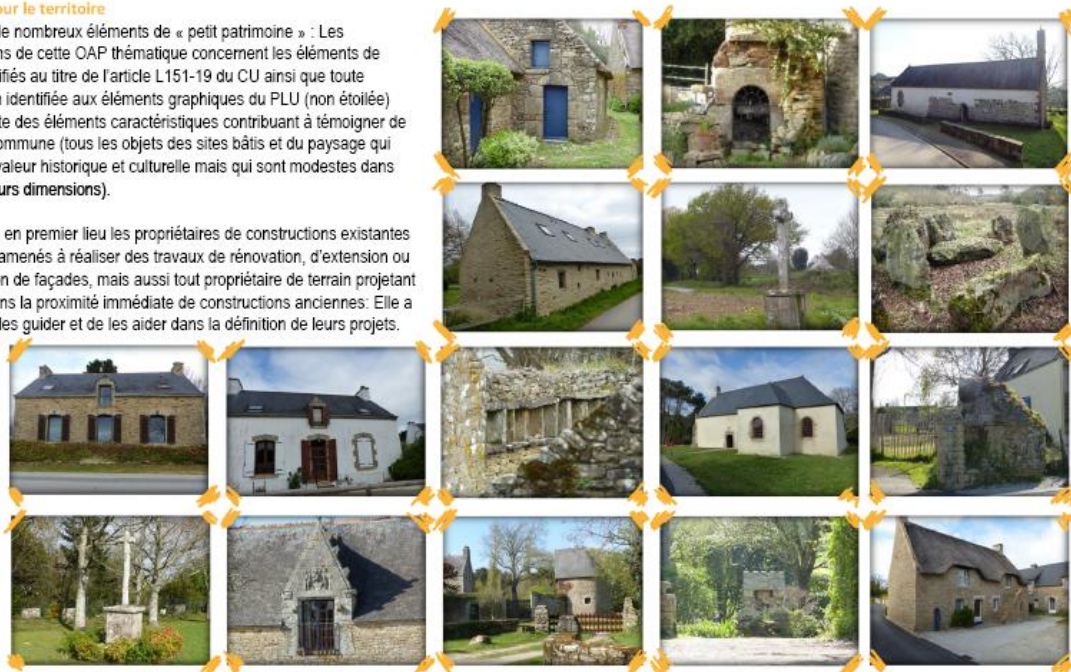 our le territoire
de nombreux éléments de « petit patrimoine » : Les
ns de cette OAP thématique concernent les éléments de
ifiés au titre de l'article L151-19 du CU ainsi que toute
n identifiée aux éléments graphiques du PLU (non étoilée)
te des éléments caractéristiques contribuant à témoigner de
ommune (tous les objets des sites bâtis et du paysage qui
valeur historique et culturelle mais qui sont modestes dans
urs dimensions).
en premier lieu les propriétaires de constructions existantes
amenés à réaliser des travaux de rénovation, d'extension ou
on de façades, mais aussi tout propriétaire de terrain projetant
ns la proximité immédiate de constructions anciennes: Elle a
les guider et de les aider dans la définition de leurs projets.